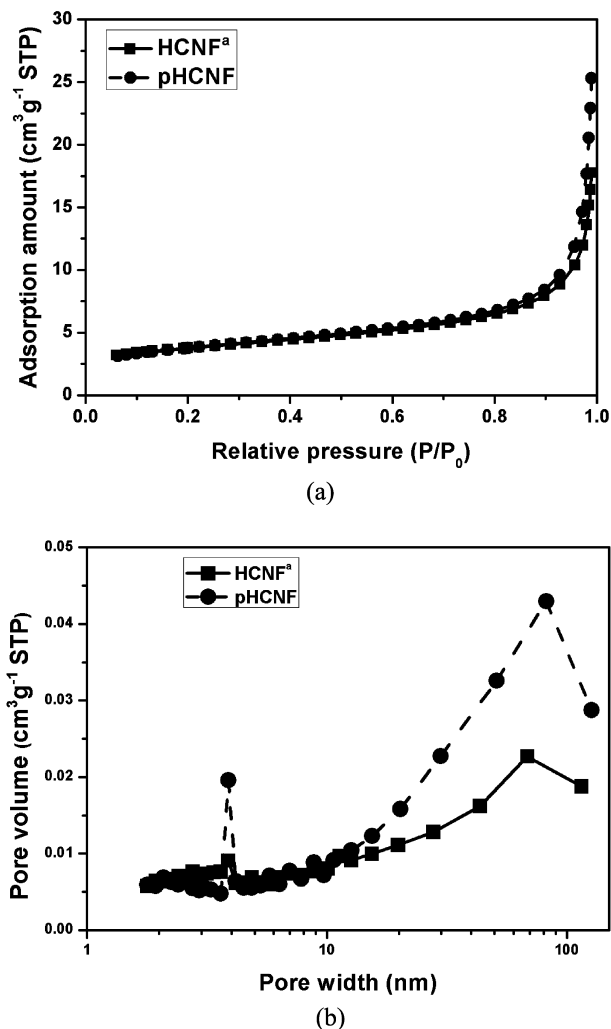 30
25
20
15
10
5
0
0.0 0.2 0.4 0.6 0.8 1.0
Adsorption amount (cm³g⁻¹ STP)
HCNFᵃ
pHCNF
Relative pressure (P/P₀)
(a)
0.05
0.04
0.03
0.02
0.01
0.00
1 10 100
Pore volume (cm³g⁻¹ STP)
HCNFᵃ
pHCNF
Pore width (nm)
(b)